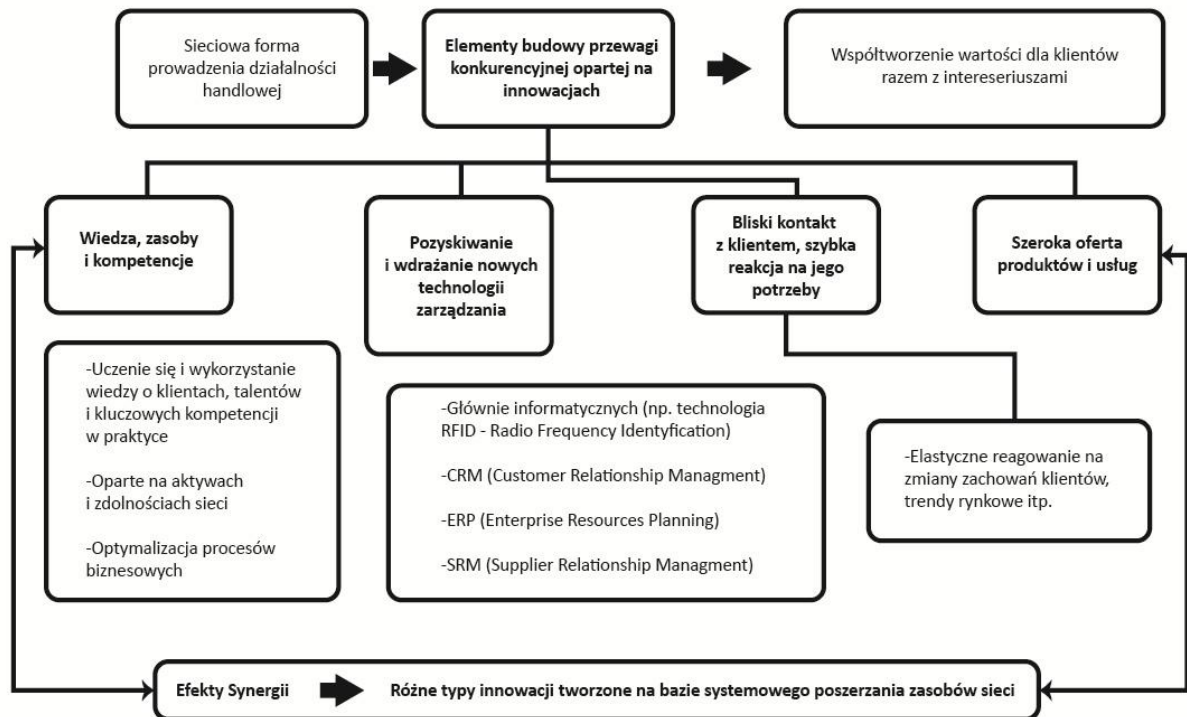 Sieciowa forma
prowadzenia działalności
handlowej
Elementy budowy przewagi
konkurencyjnej opartej na
innowacjach
Współtworzenie wartości dla klientów
razem z intereseriuszami
Wiedza, zasoby
i kompetencje
Pozyskiwanie
i wdrażanie nowych
technologii
zarządzania
Bliski kontakt
z klientem, szybka
reakcja na jego
potrzeby
Szeroka oferta
produktów i usług
-Uczenie się i wykorzystanie
wiedzy o klientach, talentów
i kluczowych kompetencji
w praktyce
-Oparte na aktywach
i zdolnościach sieci
-Optymalizacja procesów
biznesowych
-Głównie informatycznych (np. technologia
RFID - Radio Frequency Identyfication)
-CRM (Customer Relationship Managment)
-ERP (Enterprise Resources Planning)
-SRM (Supplier Relationship Managment)
-Elastyczne reagowanie na
zmiany zachowań klientów,
trendy rynkowe itp.
Efekty Synergii
Różne typy innowacji tworzone na bazie systemowego poszerzania zasobów sieci